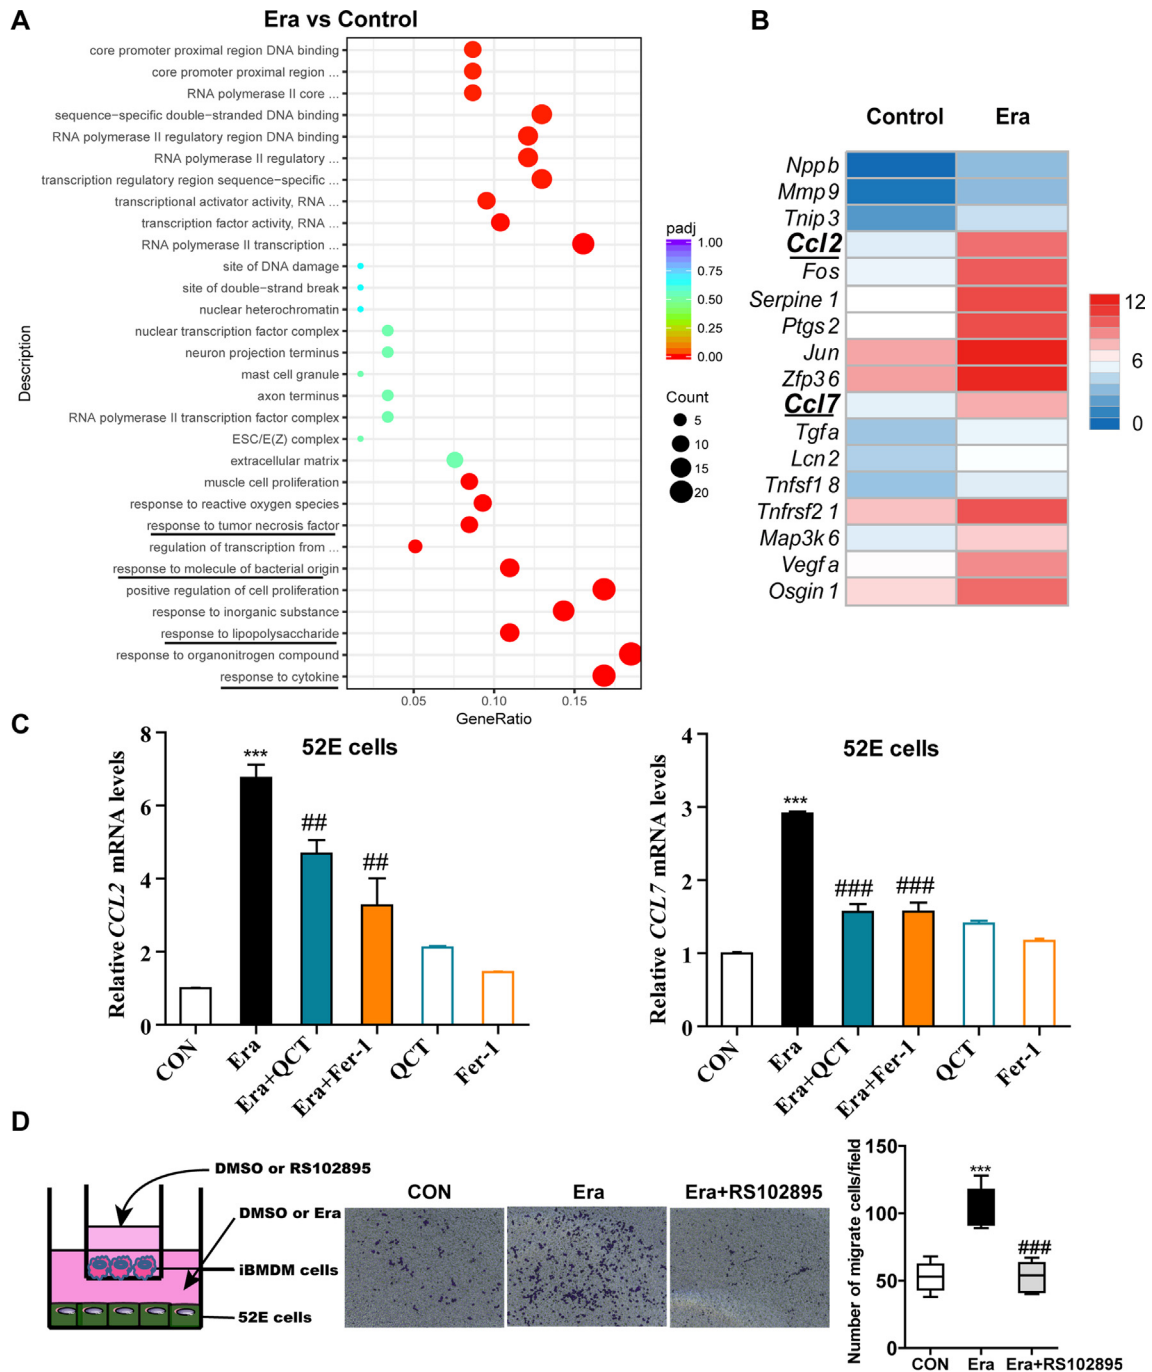 A
Era vs Control
core promoter proximal region DNA binding
core promoter proximal region ...
RNA polymerase II core ...
sequence−specific double−stranded DNA binding
RNA polymerase II regulatory region DNA binding
RNA polymerase II regulatory ...
transcription regulatory region sequence−specific ...
transcriptional activator activity, RNA ...
transcription factor activity, RNA ...
RNA polymerase II transcription ...
site of DNA damage
site of double−strand break
nuclear heterochromatin
nuclear transcription factor complex
neuron projection terminus
mast cell granule
axon terminus
RNA polymerase II transcription factor complex
ESC/E(Z) complex
extracellular matrix
muscle cell proliferation
response to reactive oxygen species
response to tumor necrosis factor
regulation of transcription from ...
response to molecule of bacterial origin
positive regulation of cell proliferation
response to inorganic substance
response to lipopolysaccharide
response to organonitrogen compound
response to cytokine
Description
0.05 0.10 0.15
GeneRatio
padj
1.00
0.75
0.50
0.25
0.00
Count
5
10
15
20
B
Control Era
Nppb
Mmp9
Tnip3
Ccl2
Fos
Serpine1
Ptgs2
Jun
Zfp36
Ccl7
Tgfa
Lcn2
Tnfsf18
Tnfrsf21
Map3k6
Vegfa
Osgin1
12
6
0
C
52E cells
Relative CCL2 mRNA levels
8
6
4
2
0
***
##
##
CON Era Era+QCT Era+Fer-1 QCT Fer-1
52E cells
Relative CCL7 mRNA levels
4
3
2
1
0
***
###
###
CON Era Era+QCT Era+Fer-1 QCT Fer-1
D
DMSO or RS102895
DMSO or Era
iBMDM cells
52E cells
CON Era Era+RS102895
Number of migrate cells/field
150
100
50
0
***
###
CON Era Era+RS102895